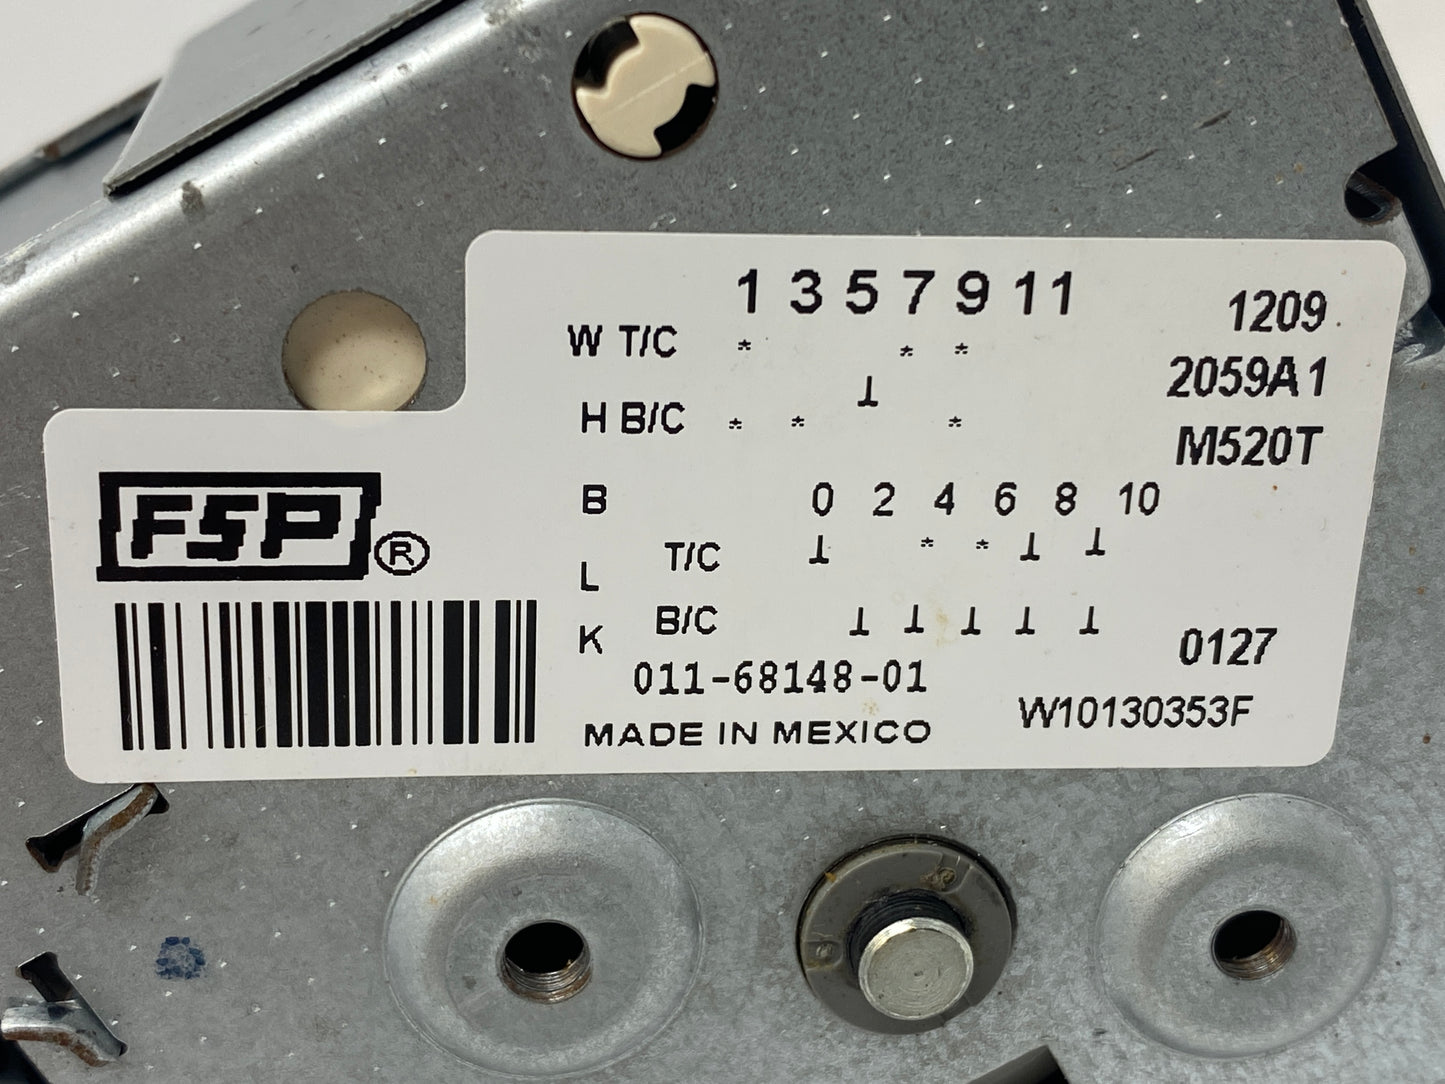 1 3 5 7 9 11
W T/C * * *
⊥
H B/C * * *
B 0 2 4 6 8 10
T/C ⊥ * * ⊥ ⊥
L
B/C ⊥ ⊥ ⊥ ⊥ ⊥
K
011-68148-01
MADE IN MEXICO
1209
2059A1
M520T
0127
W10130353F
FSP ®